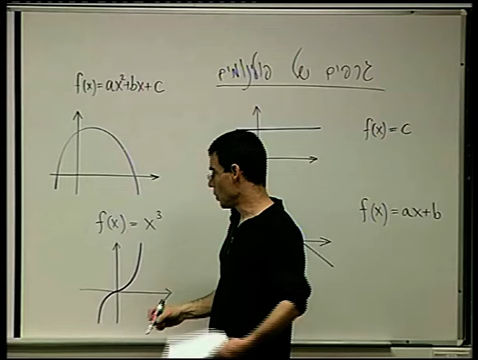 גרפים של פולינומים
f(x) = c
f(x) = ax+b
f(x) = ax²+bx+c
f(x) = x³